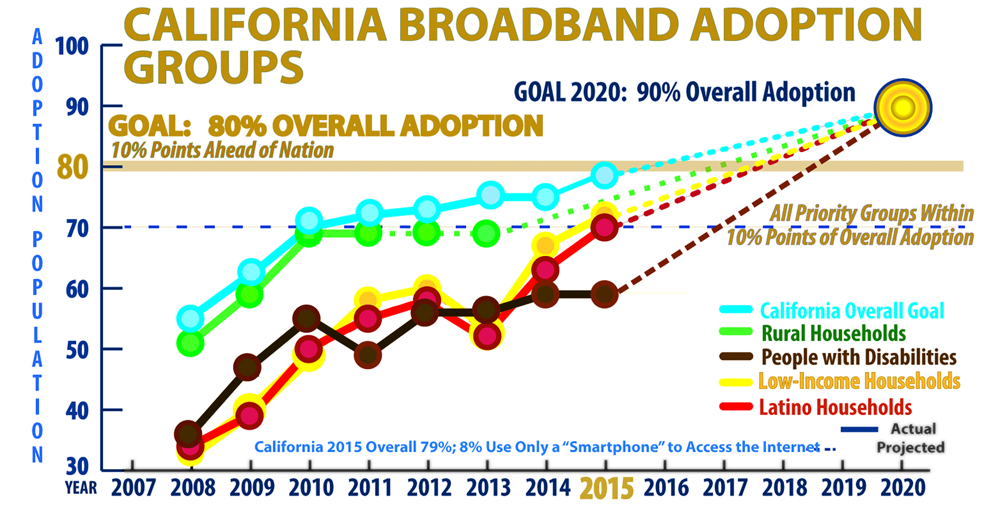 CALIFORNIA BROADBAND ADOPTION
GROUPS
ADOPTION POPULATION
100
90
80
70
60
50
40
30
GOAL 2020: 90% Overall Adoption
GOAL: 80% OVERALL ADOPTION
10% Points Ahead of Nation
All Priority Groups Within
10% Points of Overall Adoption
California Overall Goal
Rural Households
People with Disabilities
Low-Income Households
Latino Households
Actual
Projected
California 2015 Overall 79%; 8% Use Only a “Smartphone” to Access the Internet
YEAR 2007 2008 2009 2010 2011 2012 2013 2014 2015 2016 2017 2018 2019 2020